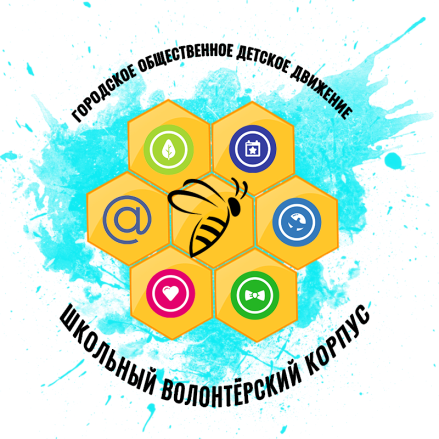 ГОРОДСКОЕ ОБЩЕСТВЕННОЕ ДЕТСКОЕ ДВИЖЕНИЕ
@
ШКОЛЬНЫЙ ВОЛОНТЁРСКИЙ КОРПУС